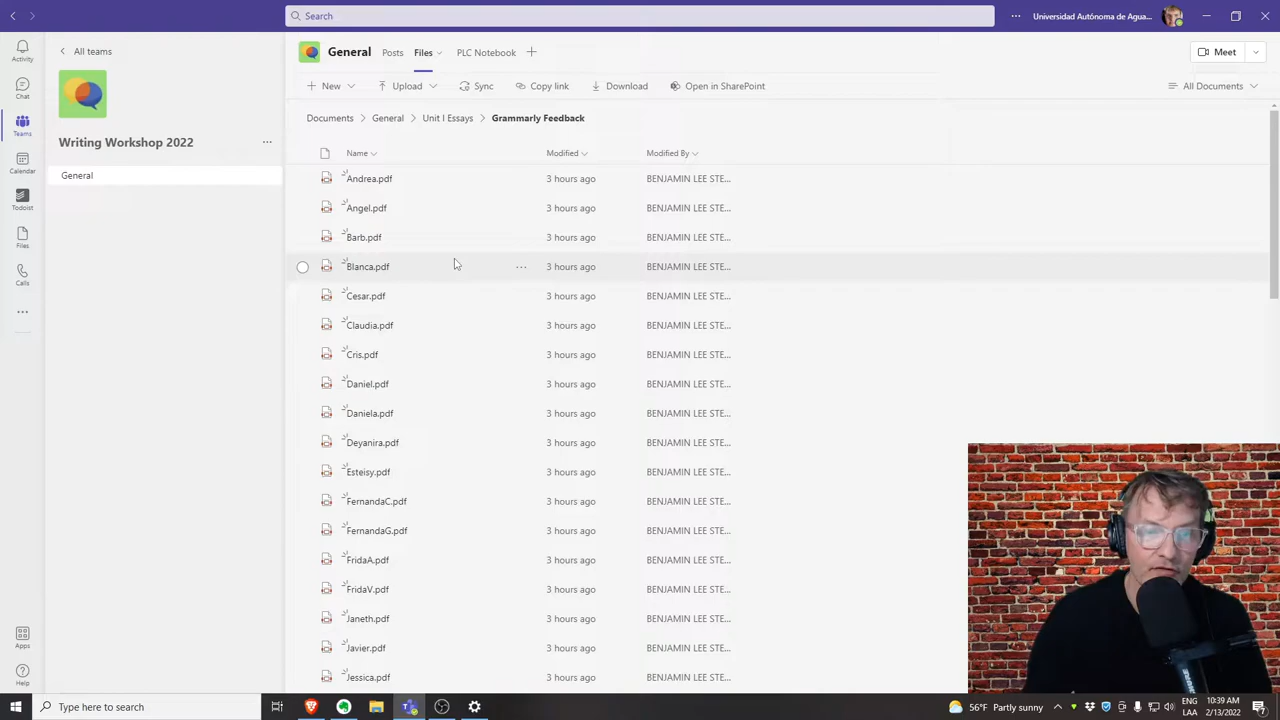 Search
Universidad Autónoma de Agua...
Activity
Chat
Teams
Calendar
Todoist
Files
Calls
Apps
Help
All teams
Writing Workshop 2022
General
General
Posts
Files
PLC Notebook
Meet
New
Upload
Sync
Copy link
Download
Open in SharePoint
All Documents
Documents > General > Unit I Essays > Grammarly Feedback
Name Modified Modified By
Andrea.pdf 3 hours ago BENJAMIN LEE STE...
Angel.pdf 3 hours ago BENJAMIN LEE STE...
Barb.pdf 3 hours ago BENJAMIN LEE STE...
Blanca.pdf 3 hours ago BENJAMIN LEE STE...
Cesar.pdf 3 hours ago BENJAMIN LEE STE...
Claudia.pdf 3 hours ago BENJAMIN LEE STE...
Cris.pdf 3 hours ago BENJAMIN LEE STE...
Daniel.pdf 3 hours ago BENJAMIN LEE STE...
Daniela.pdf 3 hours ago BENJAMIN LEE STE...
Deyanira.pdf 3 hours ago BENJAMIN LEE STE...
Esteisy.pdf 3 hours ago BENJAMIN LEE STE...
FernandaC.pdf 3 hours ago BENJAMIN LEE STE...
FernandaG.pdf 3 hours ago BENJAMIN LEE STE...
FridaA.pdf 3 hours ago BENJAMIN LEE STE...
FridaV.pdf 3 hours ago BENJAMIN LEE STE...
Janeth.pdf 3 hours ago BENJAMIN LEE STE...
Javier.pdf 3 hours ago BENJAMIN LEE STE...
Jessica.pdf 3 hours ago BENJAMIN LEE STE...
Type here to search
56°F Partly sunny
ENG
LAA
10:39 AM
2/13/2022